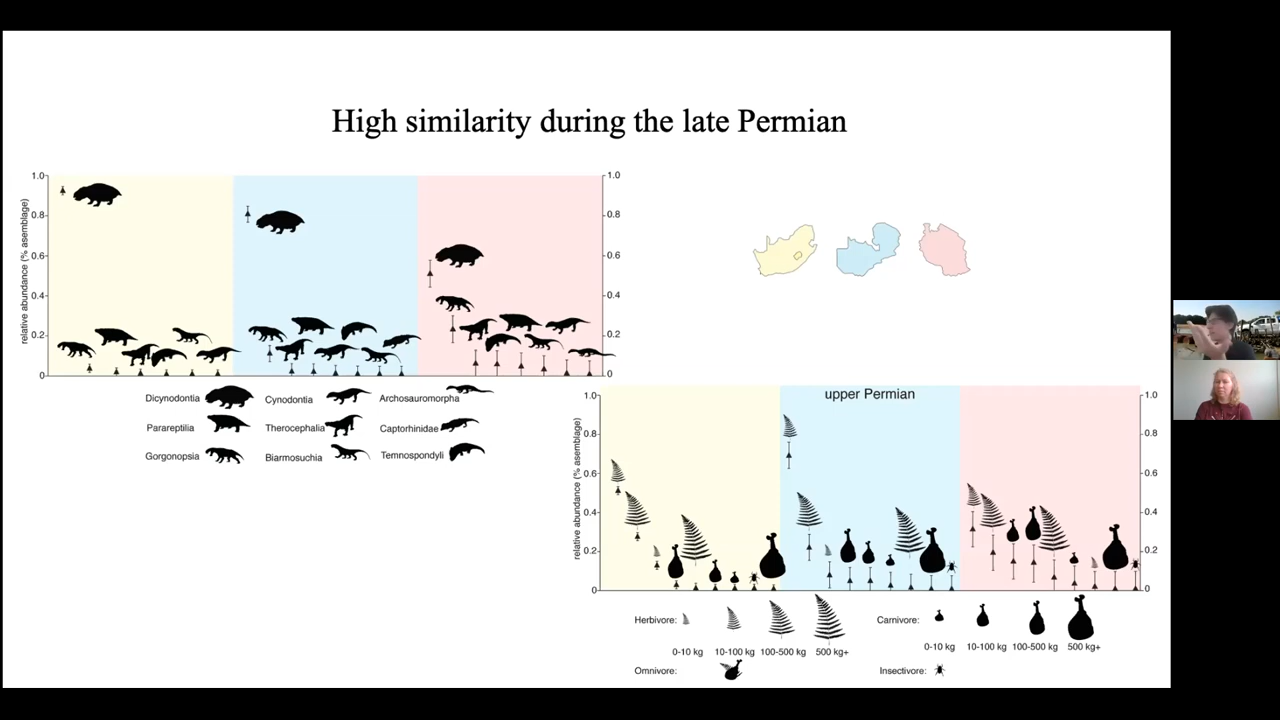 High similarity during the late Permian
relative abundance (% asemblage)
1.0
0.8
0.6
0.4
0.2
0
1.0
0.8
0.6
0.4
0.2
0
Dicynodontia
Cynodontia
Archosauromorpha
Parareptilia
Therocephalia
Captorhinidae
Gorgonopsia
Biarmosuchia
Temnospondyli
upper Permian
relative abundance (% asemblage)
1.0
0.8
0.6
0.4
0.2
0
1.0
0.8
0.6
0.4
0.2
0
Herbivore:
0-10 kg 10-100 kg 100-500 kg 500 kg+
Carnivore:
0-10 kg 10-100 kg 100-500 kg 500 kg+
Omnivore:
Insectivore: